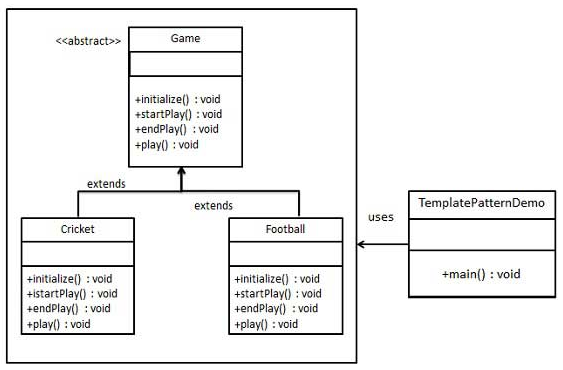 <<abstract>>
Game
+initialize() : void
+startPlay() : void
+endPlay() : void
+play() : void
extends
extends
Cricket
+initialize() : void
+istartPlay() : void
+endPlay() : void
+play() : void
Football
+initialize() : void
+startPlay() : void
+endPlay() : void
+play() : void
uses
TemplatePatternDemo
+main() : void